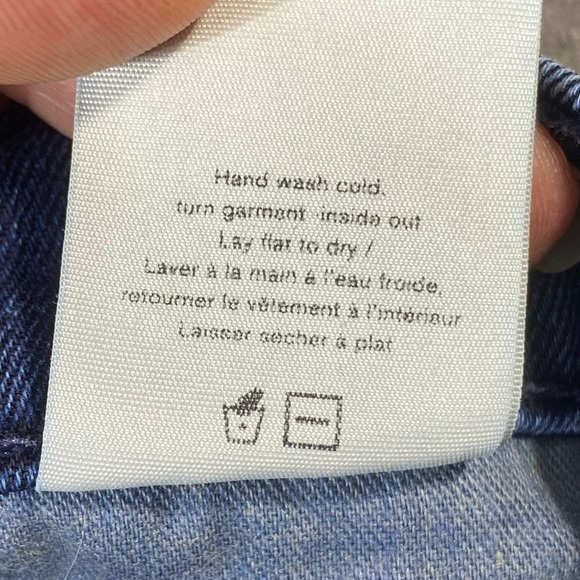 Hand wash cold.
turn garment inside out
Lay flat to dry /
Laver à la main à l'eau froide,
retourner le vêtement à l'intérieur
Laisser sécher à plat